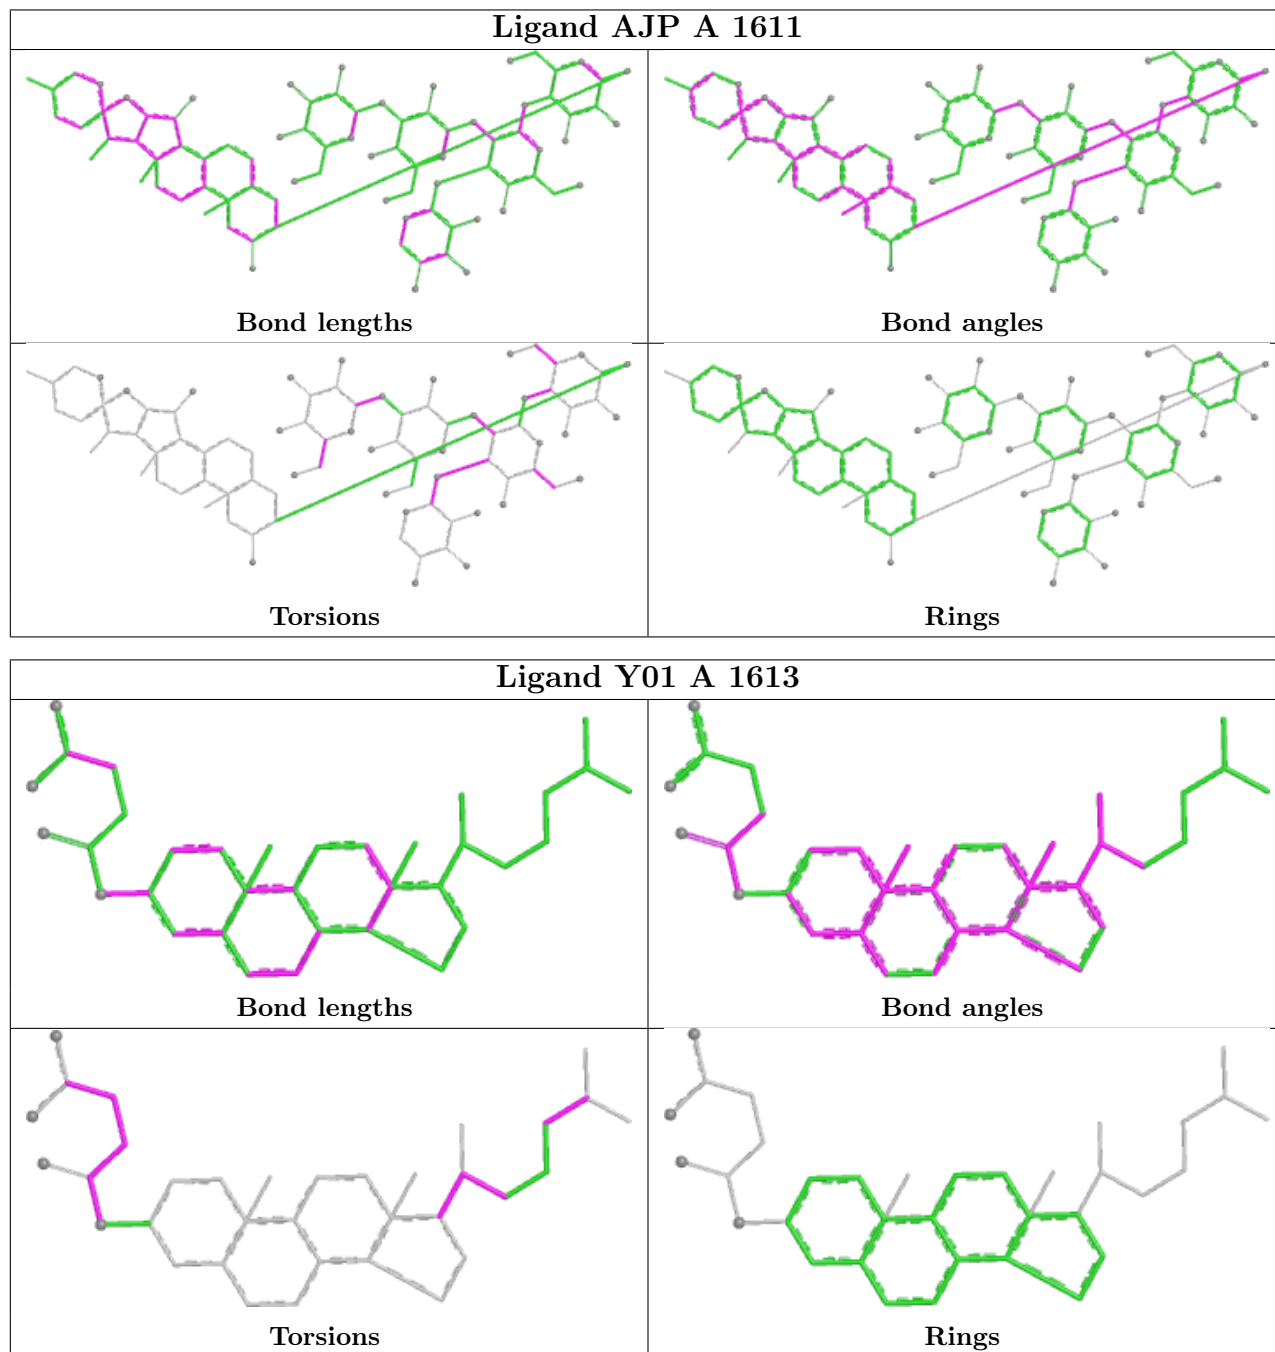 Ligand AJP A 1611
Bond lengths
Bond angles
Torsions
Rings
Ligand Y01 A 1613
Bond lengths
Bond angles
Torsions
Rings